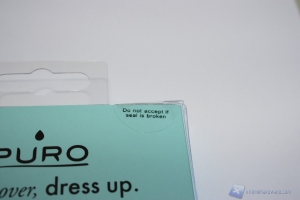 Do not accept if
seal is broken
PURO
over, dress up.